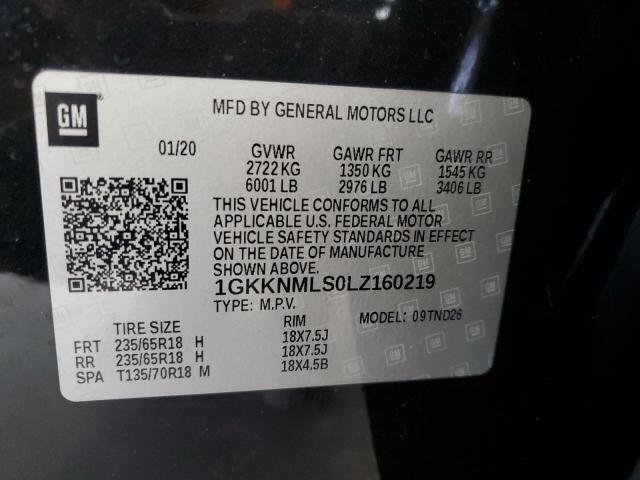 GM
MFD BY GENERAL MOTORS LLC
01/20 GVWR GAWR FRT GAWR RR
2722 KG 1350 KG 1545 KG
6001 LB 2976 LB 3406 LB
THIS VEHICLE CONFORMS TO ALL
APPLICABLE U.S. FEDERAL MOTOR
VEHICLE SAFETY STANDARDS IN EFFECT
ON THE DATE OF MANUFACTURE
SHOWN ABOVE.
1GKKNMLS0LZ160219
TYPE: M.P.V. MODEL: 09TND26
TIRE SIZE RIM
FRT 235/65R18 H 18X7.5J
RR 235/65R18 H 18X7.5J
SPA T135/70R18 M 18X4.5B